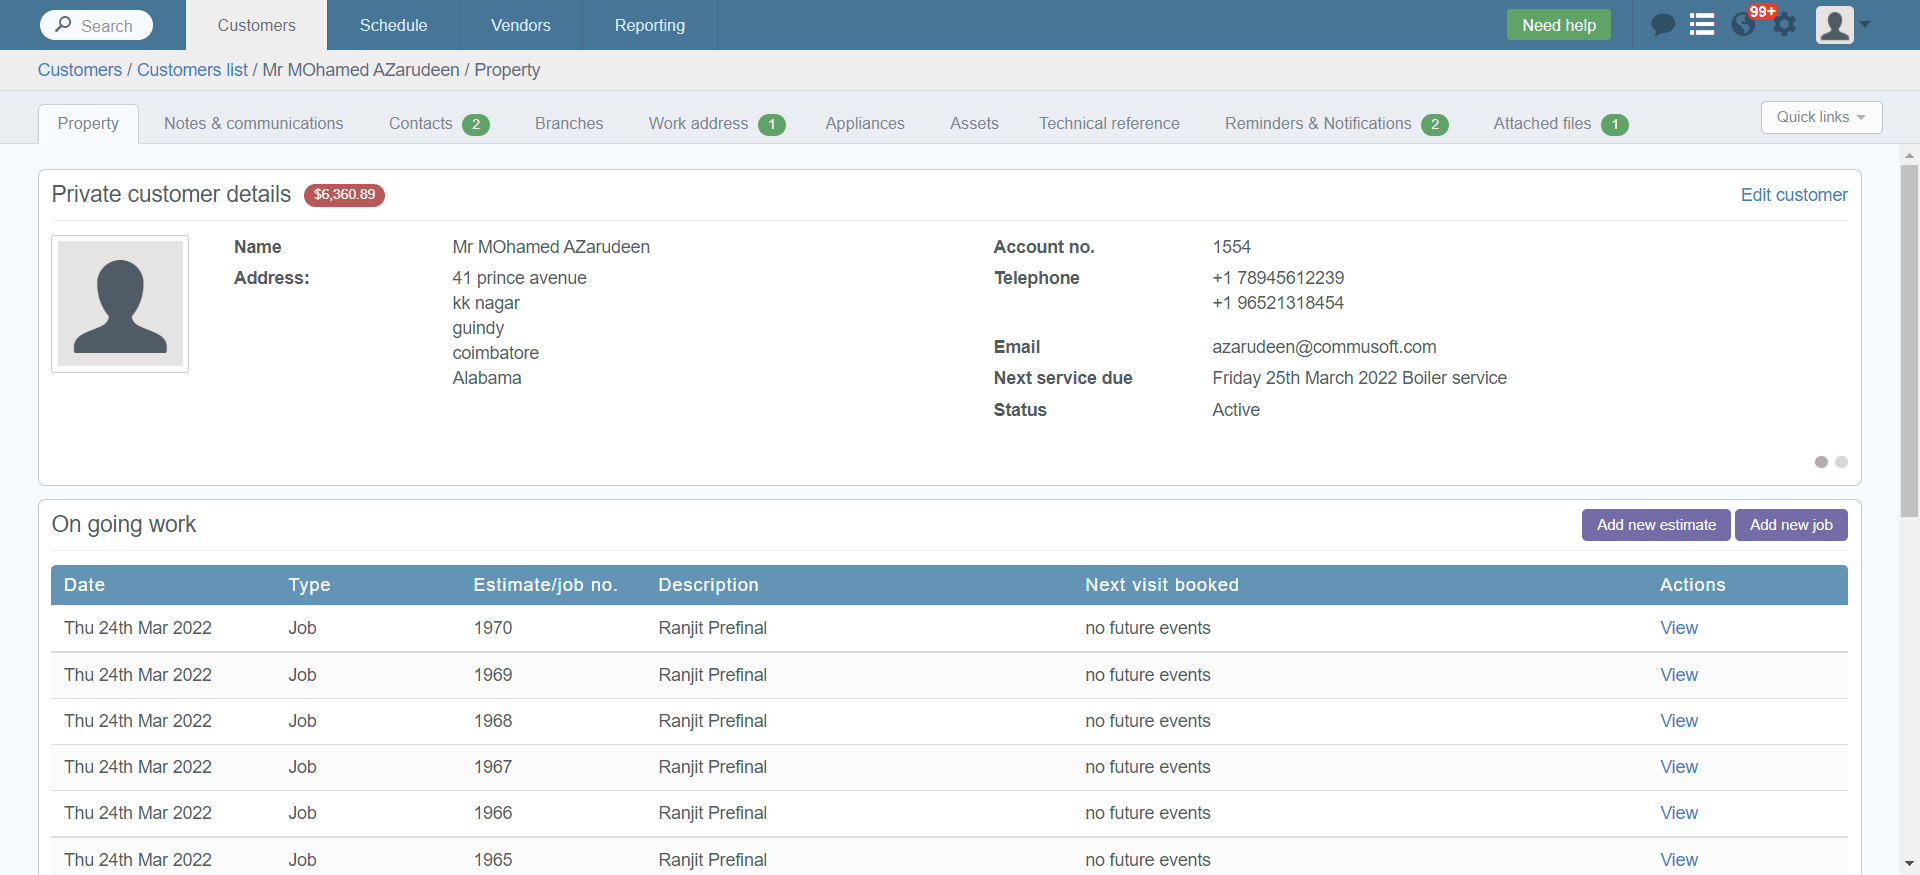 Search Customers Schedule Vendors Reporting Need help 99+
Customers / Customers list / Mr MOhamed AZarudeen / Property
Property Notes & communications Contacts 2 Branches Work address 1 Appliances Assets Technical reference Reminders & Notifications 2 Attached files 1 Quick links
Private customer details $6,360.89 Edit customer
Name Mr MOhamed AZarudeen Account no. 1554
Address: 41 prince avenue Telephone +1 78945612239
kk nagar +1 96521318454
guindy
coimbatore Email azarudeen@commusoft.com
Alabama Next service due Friday 25th March 2022 Boiler service
Status Active
On going work Add new estimate Add new job
Date Type Estimate/job no. Description Next visit booked Actions
Thu 24th Mar 2022 Job 1970 Ranjit Prefinal no future events View
Thu 24th Mar 2022 Job 1969 Ranjit Prefinal no future events View
Thu 24th Mar 2022 Job 1968 Ranjit Prefinal no future events View
Thu 24th Mar 2022 Job 1967 Ranjit Prefinal no future events View
Thu 24th Mar 2022 Job 1966 Ranjit Prefinal no future events View
Thu 24th Mar 2022 Job 1965 Ranjit Prefinal no future events View